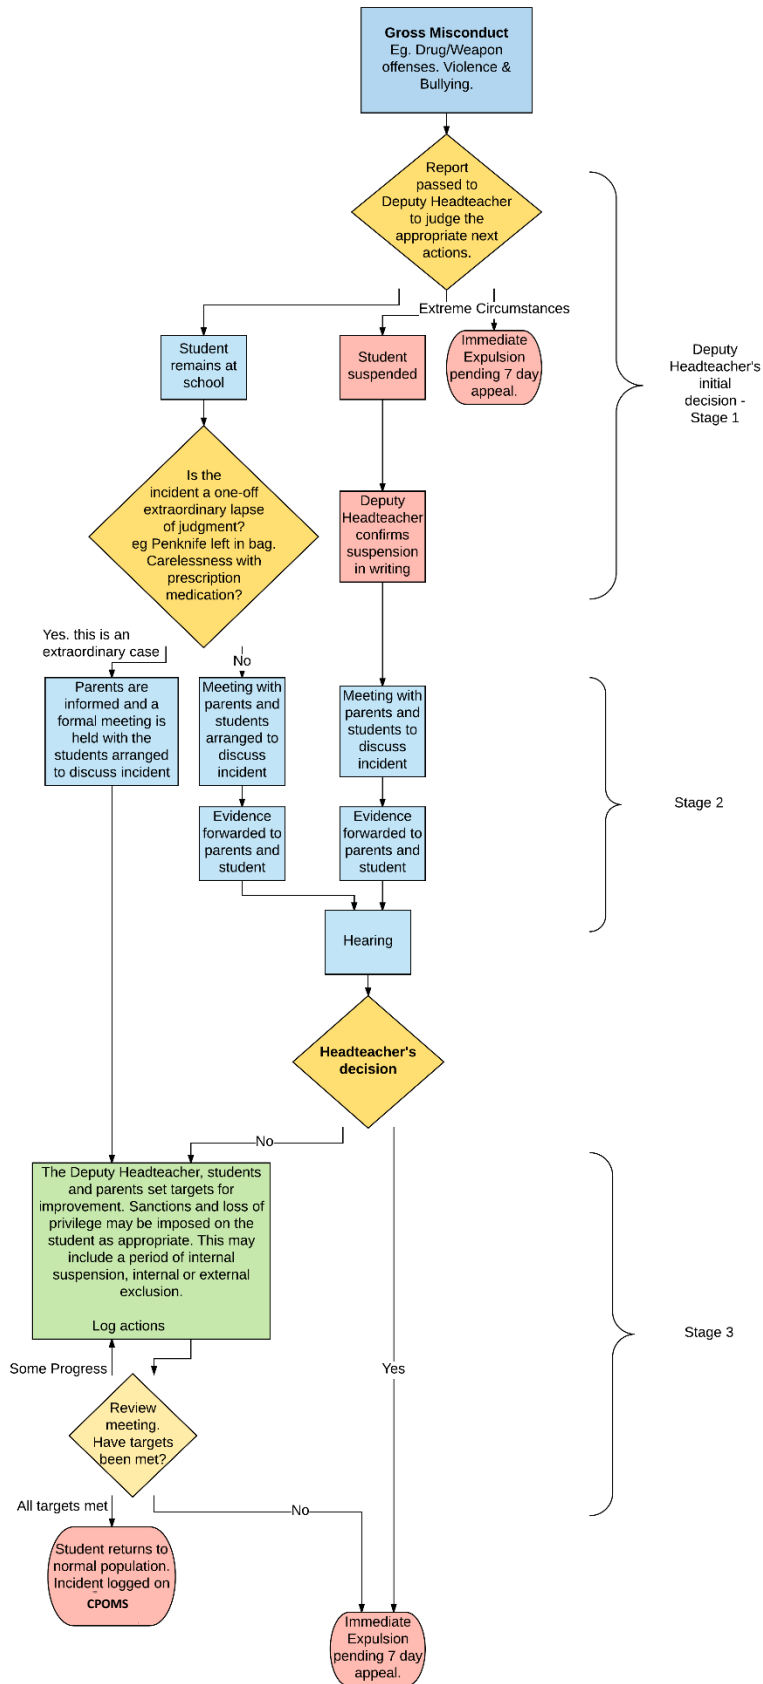 Gross Misconduct
Eg. Drug/Weapon
offenses. Violence &
Bullying.
Report
passed to
Deputy Headteacher
to judge the
appropriate next
actions.
Extreme Circumstances
Student
remains at
school
Student
suspended
Immediate
Expulsion
pending 7 day
appeal.
Deputy
Headteacher's
initial
decision -
Stage 1
Is the
incident a one-off
extraordinary lapse
of judgment?
eg Penknife left in bag.
Carelessness with
prescription
medication?
Deputy
Headteacher
confirms
suspension
in writing
Yes. this is an
extraordinary case
No
Parents are
informed and a
formal meeting is
held with the
students arranged
to discuss incident
Meeting with
parents and
students
arranged to
discuss
incident
Meeting with
parents and
students to
discuss
incident
Evidence
forwarded to
parents and
student
Evidence
forwarded to
parents and
student
Stage 2
Hearing
Headteacher's
decision
No
The Deputy Headteacher, students
and parents set targets for
improvement. Sanctions and loss of
privilege may be imposed on the
student as appropriate. This may
include a period of internal
suspension, internal or external
exclusion.
Log actions
Stage 3
Some Progress
Yes
Review
meeting.
Have targets
been met?
All targets met
No
Student returns to
normal population.
Incident logged on
CPOMS
Immediate
Expulsion
pending 7 day
appeal.